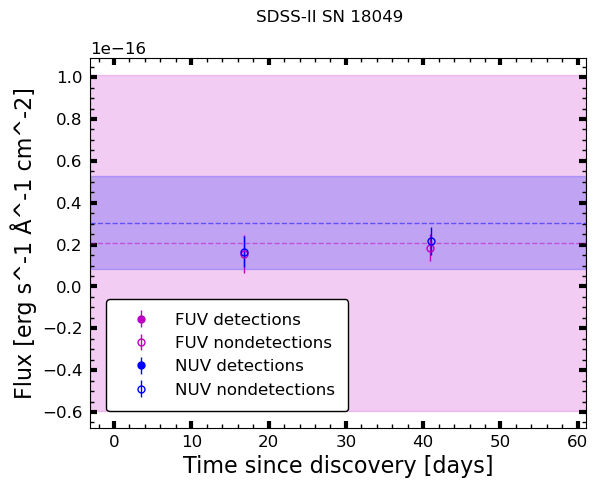 SDSS-II SN 18049
1e−16
1.0
0.8
0.6
0.4
0.2
0.0
−0.2
−0.4
−0.6
Flux [erg s^-1 Å^-1 cm^-2]
FUV detections
FUV nondetections
NUV detections
NUV nondetections
0 10 20 30 40 50 60
Time since discovery [days]